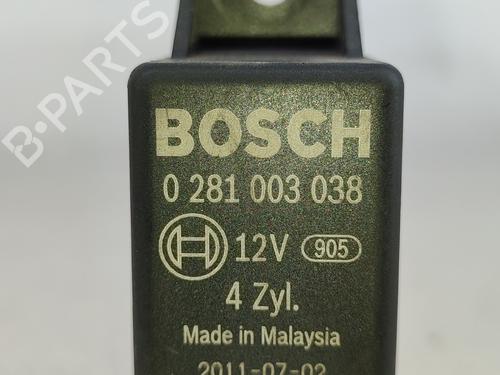 B-PARTS
BOSCH
0 281 003 038
12V 905
4 Zyl.
Made in Malaysia
2011-07-02